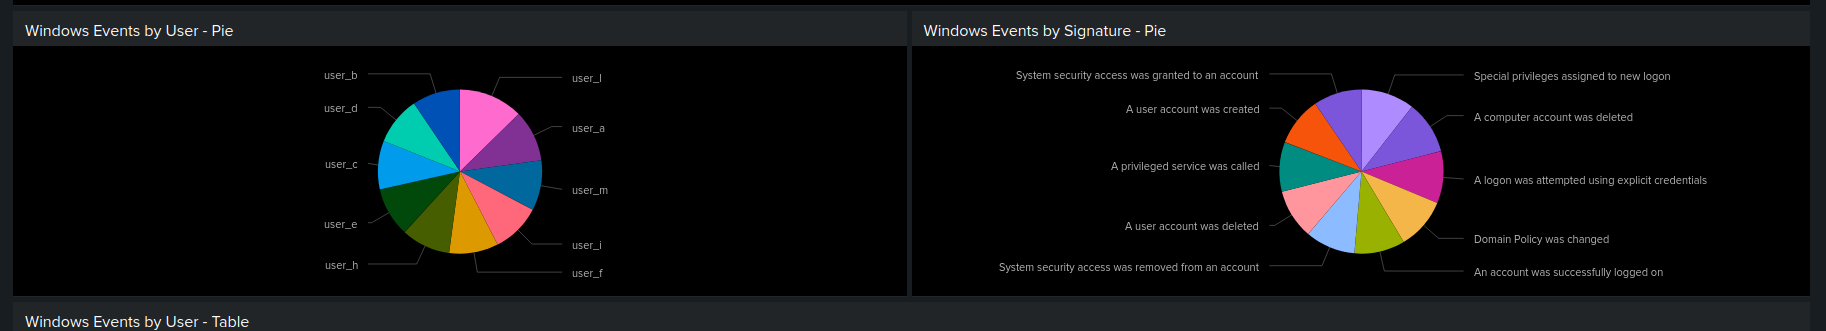 Windows Events by User - Pie
user_b
user_l
user_d
user_a
user_c
user_m
user_e
user_i
user_h
user_f
Windows Events by Signature - Pie
System security access was granted to an account
Special privileges assigned to new logon
A user account was created
A computer account was deleted
A privileged service was called
A logon was attempted using explicit credentials
A user account was deleted
Domain Policy was changed
System security access was removed from an account
An account was successfully logged on
Windows Events by User - Table